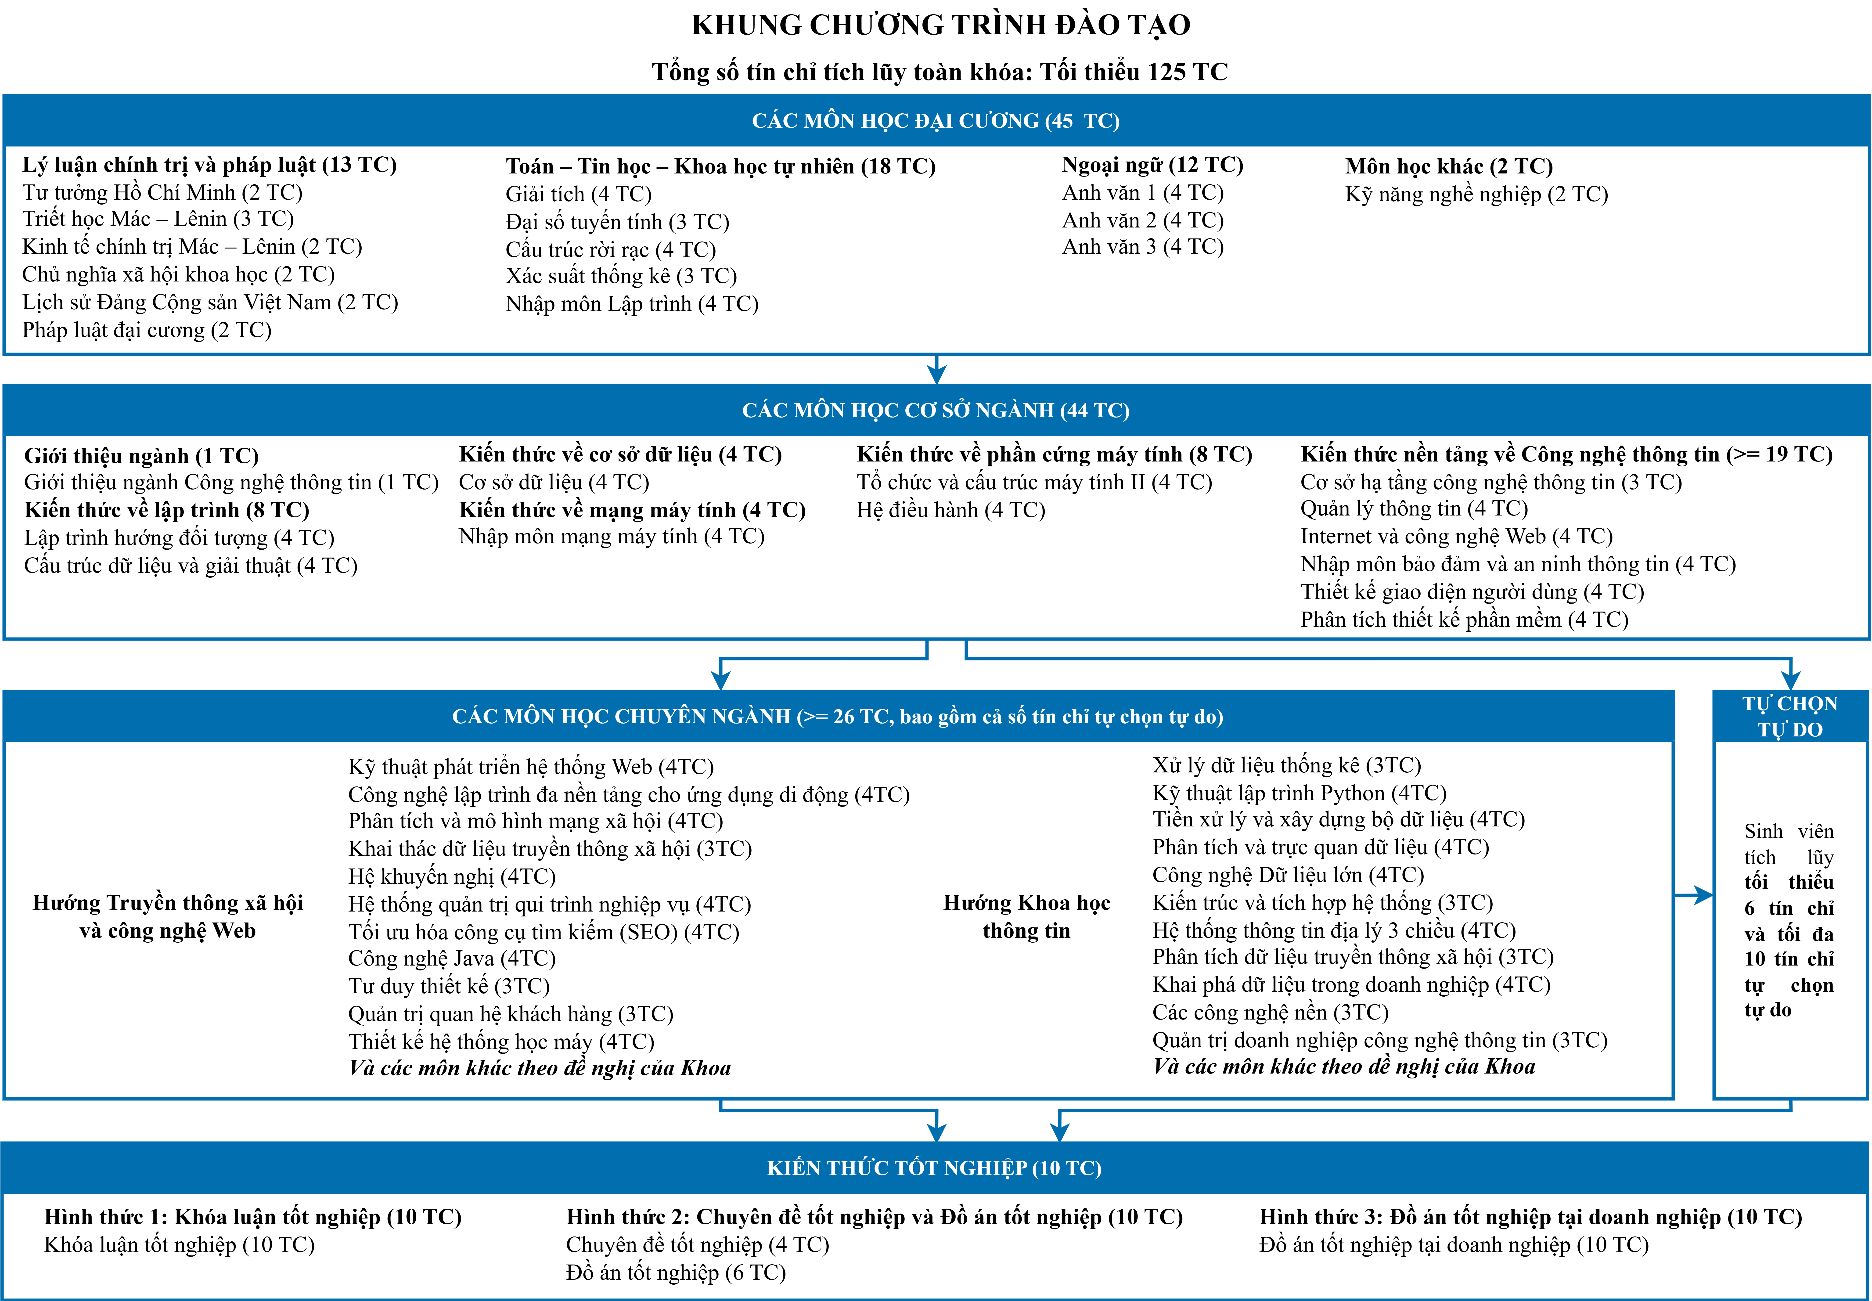 KHUNG CHƯƠNG TRÌNH ĐÀO TẠO
Tổng số tín chỉ tích lũy toàn khóa: Tối thiểu 125 TC
CÁC MÔN HỌC ĐẠI CƯƠNG (45 TC)
Lý luận chính trị và pháp luật (13 TC)
Tư tưởng Hồ Chí Minh (2 TC)
Triết học Mác – Lênin (3 TC)
Kinh tế chính trị Mác – Lênin (2 TC)
Chủ nghĩa xã hội khoa học (2 TC)
Lịch sử Đảng Cộng sản Việt Nam (2 TC)
Pháp luật đại cương (2 TC)
Toán – Tin học – Khoa học tự nhiên (18 TC)
Giải tích (4 TC)
Đại số tuyến tính (3 TC)
Cấu trúc rời rạc (4 TC)
Xác suất thống kê (3 TC)
Nhập môn Lập trình (4 TC)
Ngoại ngữ (12 TC)
Anh văn 1 (4 TC)
Anh văn 2 (4 TC)
Anh văn 3 (4 TC)
Môn học khác (2 TC)
Kỹ năng nghề nghiệp (2 TC)
CÁC MÔN HỌC CƠ SỞ NGÀNH (44 TC)
Giới thiệu ngành (1 TC)
Giới thiệu ngành Công nghệ thông tin (1 TC)
Kiến thức về lập trình (8 TC)
Lập trình hướng đối tượng (4 TC)
Cấu trúc dữ liệu và giải thuật (4 TC)
Kiến thức về cơ sở dữ liệu (4 TC)
Cơ sở dữ liệu (4 TC)
Kiến thức về mạng máy tính (4 TC)
Nhập môn mạng máy tính (4 TC)
Kiến thức về phần cứng máy tính (8 TC)
Tổ chức và cấu trúc máy tính II (4 TC)
Hệ điều hành (4 TC)
Kiến thức nền tảng về Công nghệ thông tin (>= 19 TC)
Cơ sở hạ tầng công nghệ thông tin (3 TC)
Quản lý thông tin (4 TC)
Internet và công nghệ Web (4 TC)
Nhập môn bảo đảm và an ninh thông tin (4 TC)
Thiết kế giao diện người dùng (4 TC)
Phân tích thiết kế phần mềm (4 TC)
CÁC MÔN HỌC CHUYÊN NGÀNH (>= 26 TC, bao gồm cả số tín chỉ tự chọn tự do)
Hướng Truyền thông xã hội
và công nghệ Web
Kỹ thuật phát triển hệ thống Web (4TC)
Công nghệ lập trình đa nền tảng cho ứng dụng di động (4TC)
Phân tích và mô hình mạng xã hội (4TC)
Khai thác dữ liệu truyền thông xã hội (3TC)
Hệ khuyến nghị (4TC)
Hệ thống quản trị qui trình nghiệp vụ (4TC)
Tối ưu hóa công cụ tìm kiếm (SEO) (4TC)
Công nghệ Java (4TC)
Tư duy thiết kế (3TC)
Quản trị quan hệ khách hàng (3TC)
Thiết kế hệ thống học máy (4TC)
Và các môn khác theo đề nghị của Khoa
Hướng Khoa học
thông tin
Xử lý dữ liệu thống kê (3TC)
Kỹ thuật lập trình Python (4TC)
Tiền xử lý và xây dựng bộ dữ liệu (4TC)
Phân tích và trực quan dữ liệu (4TC)
Công nghệ Dữ liệu lớn (4TC)
Kiến trúc và tích hợp hệ thống (3TC)
Hệ thống thông tin địa lý 3 chiều (4TC)
Phân tích dữ liệu truyền thông xã hội (3TC)
Khai phá dữ liệu trong doanh nghiệp (4TC)
Các công nghệ nền (3TC)
Quản trị doanh nghiệp công nghệ thông tin (3TC)
Và các môn khác theo đề nghị của Khoa
TỰ CHỌN
TỰ DO
Sinh viên
tích lũy
tối thiểu
6 tín chỉ
và tối đa
10 tín chỉ
tự chọn
tự do
KIẾN THỨC TỐT NGHIỆP (10 TC)
Hình thức 1: Khóa luận tốt nghiệp (10 TC)
Khóa luận tốt nghiệp (10 TC)
Hình thức 2: Chuyên đề tốt nghiệp và Đồ án tốt nghiệp (10 TC)
Chuyên đề tốt nghiệp (4 TC)
Đồ án tốt nghiệp (6 TC)
Hình thức 3: Đồ án tốt nghiệp tại doanh nghiệp (10 TC)
Đồ án tốt nghiệp tại doanh nghiệp (10 TC)